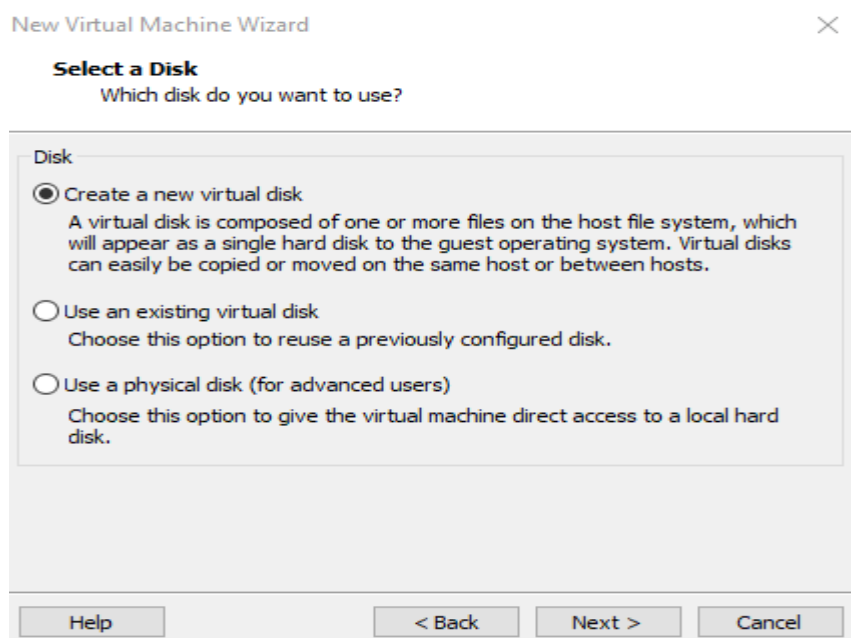 New Virtual Machine Wizard
Select a Disk
Which disk do you want to use?
Disk
Create a new virtual disk
A virtual disk is composed of one or more files on the host file system, which
will appear as a single hard disk to the guest operating system. Virtual disks
can easily be copied or moved on the same host or between hosts.
Use an existing virtual disk
Choose this option to reuse a previously configured disk.
Use a physical disk (for advanced users)
Choose this option to give the virtual machine direct access to a local hard
disk.
Help
< Back
Next >
Cancel